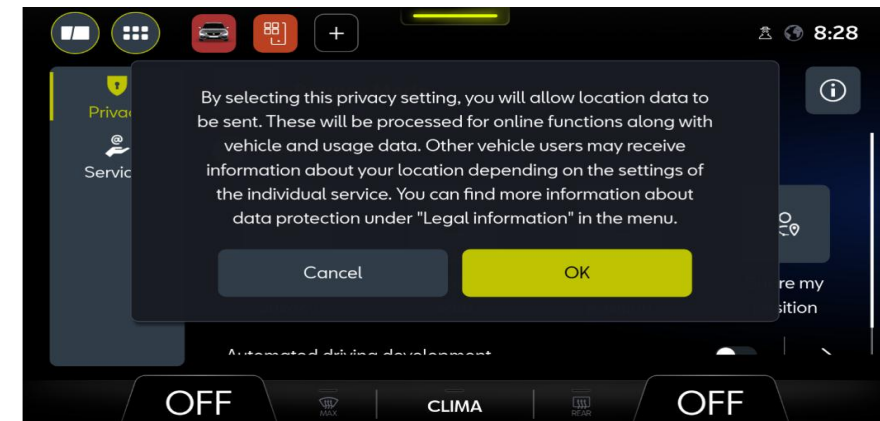 8:28
Privac
Servic
By selecting this privacy setting, you will allow location data to
be sent. These will be processed for online functions along with
vehicle and usage data. Other vehicle users may receive
information about your location depending on the settings of
the individual service. You can find more information about
data protection under "Legal information" in the menu.
Cancel
OK
re my
sition
Automated driving development
OFF
MAX
CLIMA
REAR
OFF